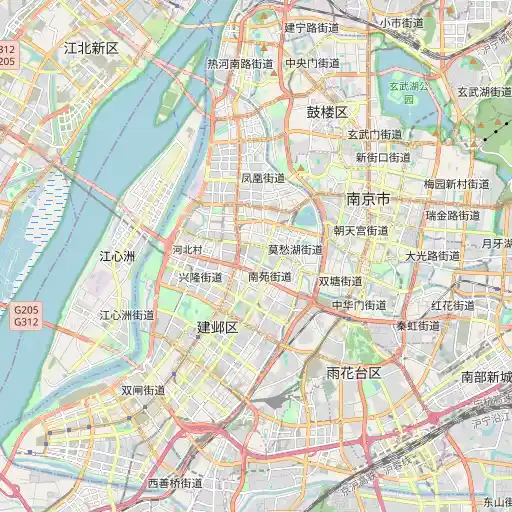 建宁路街道
小市街道
沪宁
江北新区
G312
G205
热河南路街道
中央门街道
玄武湖公
园
玄武湖街道
鼓楼区
玄武门街道
新街口街道
凤凰街道
梅园新村街道
南京市
瑞金路街道
朝天宫街道
月牙湖
河北村
莫愁湖街道
江心洲
大光路街道
兴隆街道
南苑街道
双塘街道
G205
G312
江心洲街道
中华门街道
红花街道
建邺区
秦虹街道
雨花台区
南部新城
双闸街道
沪宁沿江
西善桥街道
东山街道